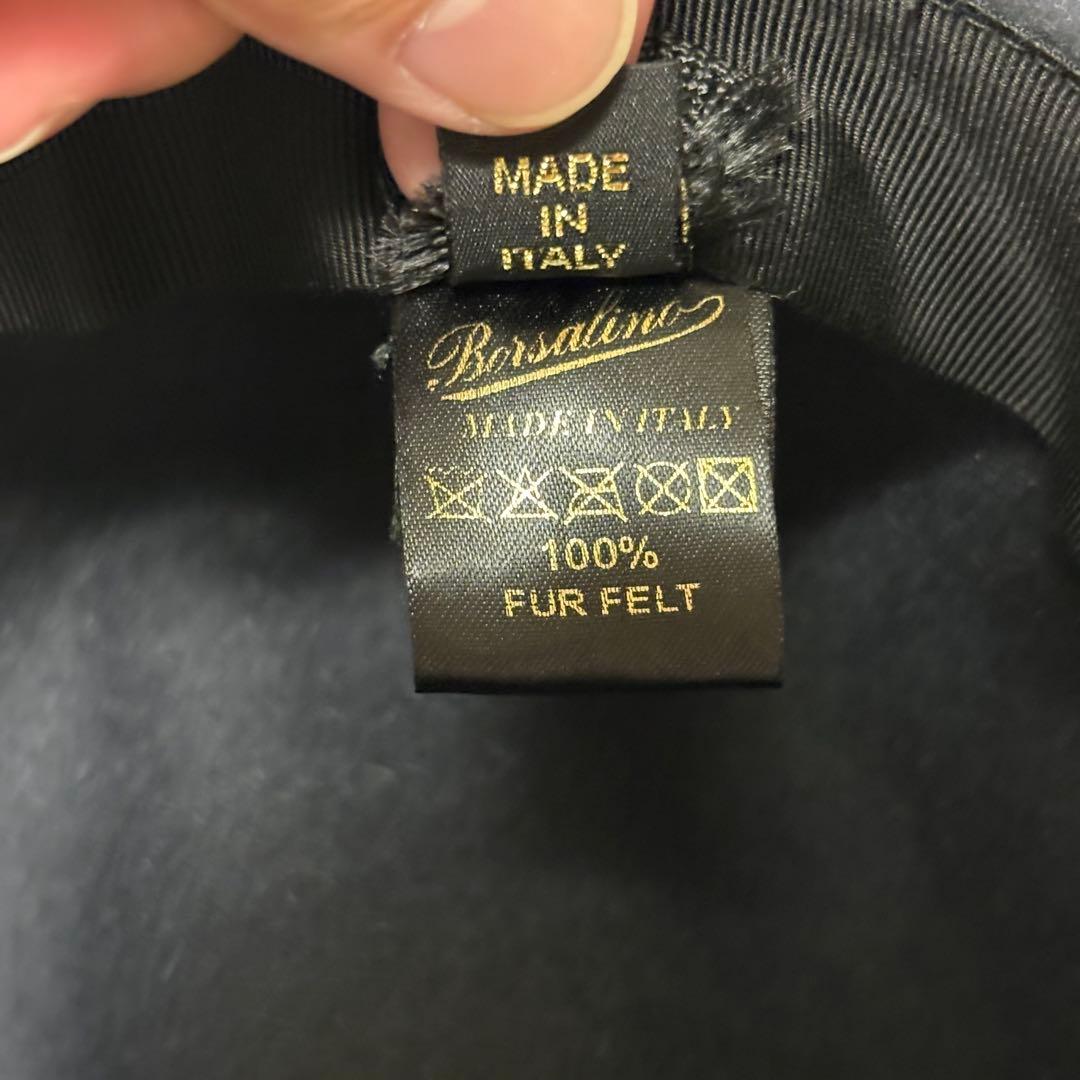 MADE
IN
ITALY
Borsalino
MADE IN ITALY
100%
FUR FELT